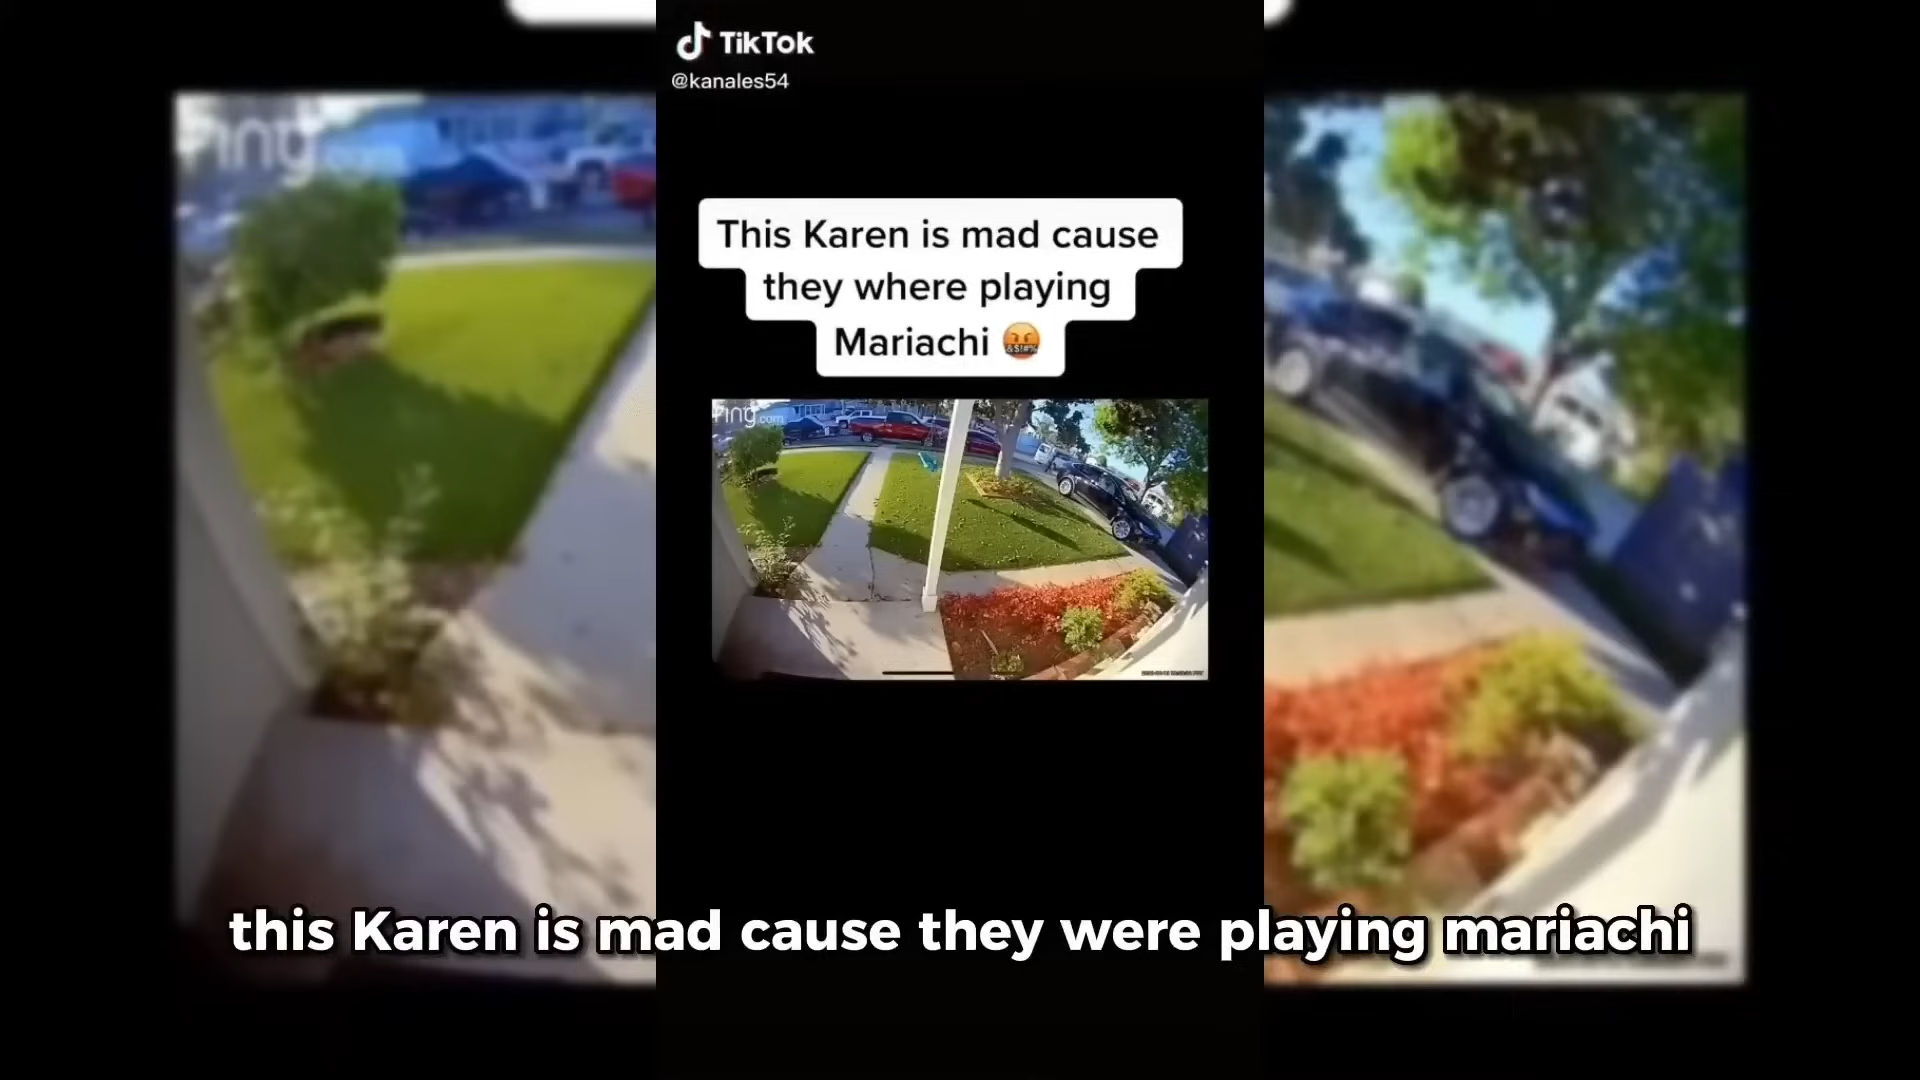 TikTok
@kanales54
This Karen is mad cause
they where playing
Mariachi
ring.com
this Karen is mad cause they were playing mariachi